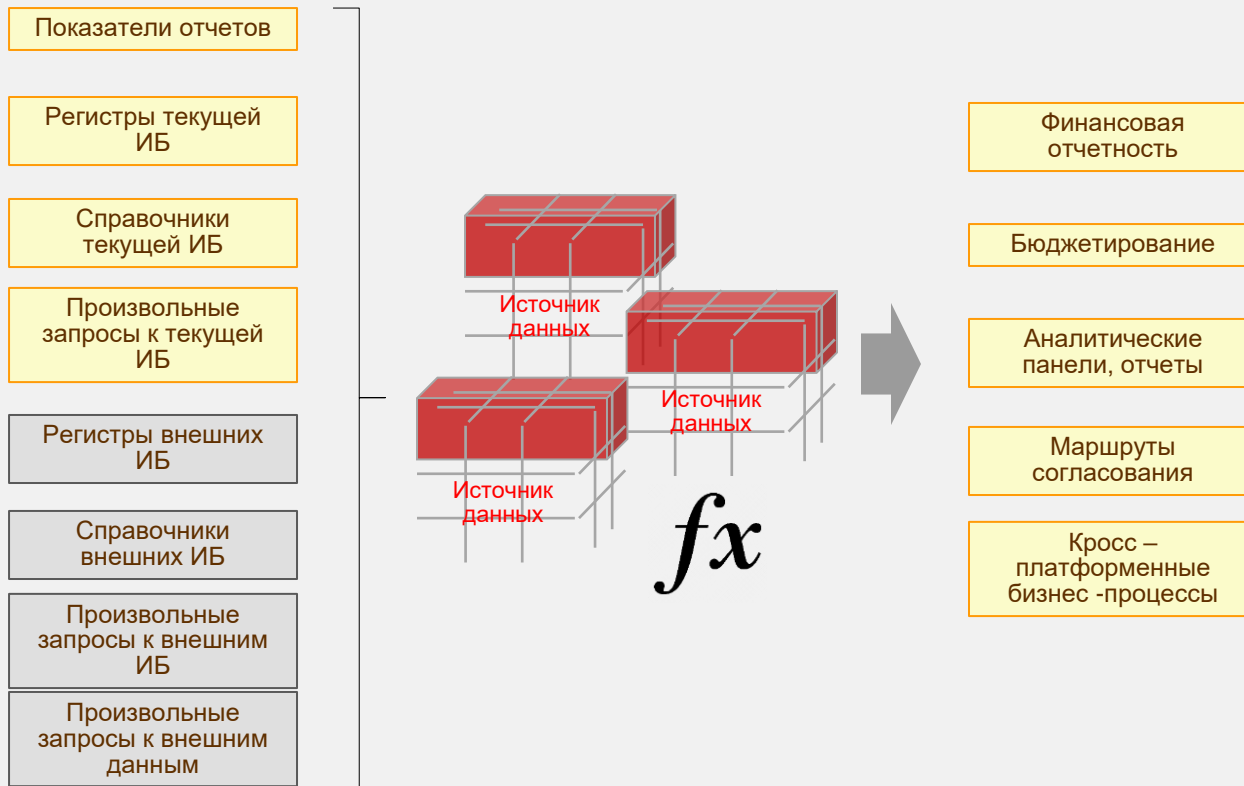 Показатели отчетов
Регистры текущей
ИБ
Справочники
текущей ИБ
Произвольные
запросы к текущей
ИБ
Регистры внешних
ИБ
Справочники
внешних ИБ
Произвольные
запросы к внешним
ИБ
Произвольные
запросы к внешним
данным
Источник
данных
Источник
данных
Источник
данных
fx
Финансовая
отчетность
Бюджетирование
Аналитические
панели, отчеты
Маршруты
согласования
Кросс –
платформенные
бизнес -процессы